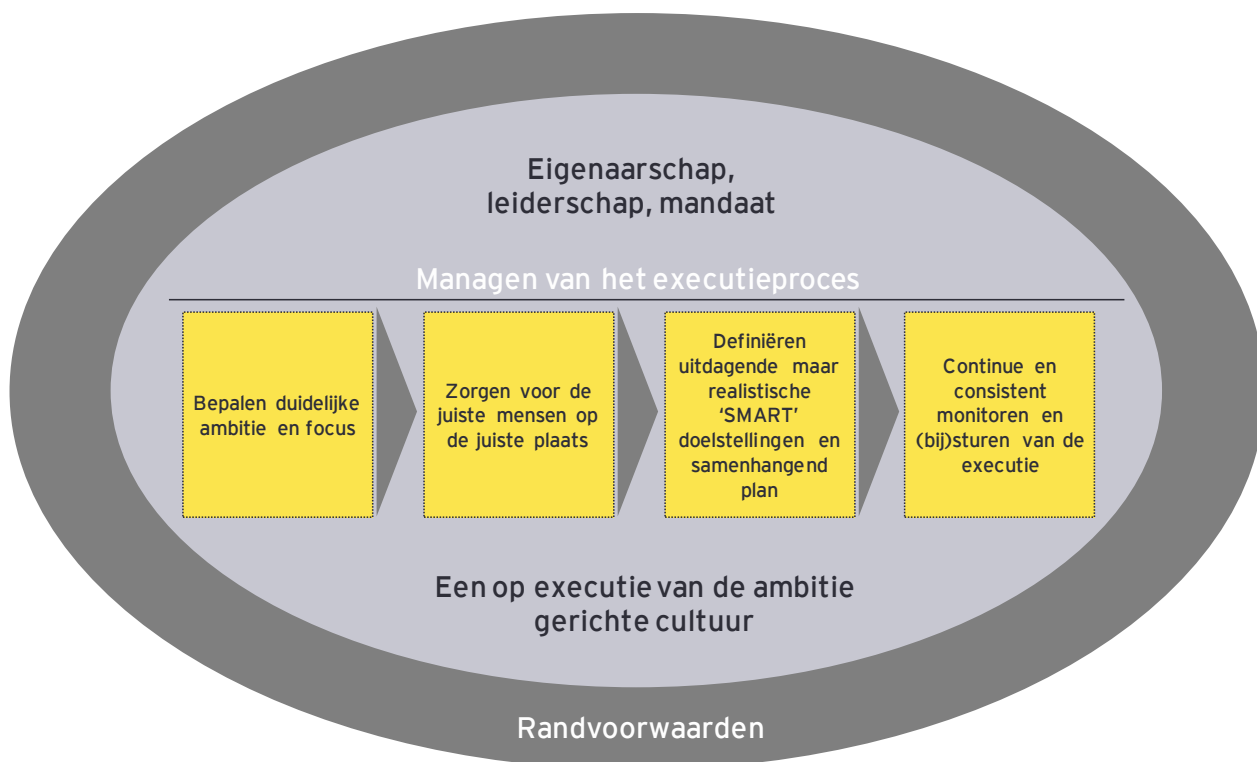 Eigenaarschap,
leiderschap, mandaat
Managen van het executieproces
Bepalen duidelijke
ambitie en focus
Zorgen voor de
juiste mensen op
de juiste plaats
Definiëren
uitdagende maar
realistische
‘SMART’
doelstellingen en
samenhangend
plan
Continue en
consistent
monitoren en
(bij)sturen van de
executie
Een op executie van de ambitie
gerichte cultuur
Randvoorwaarden